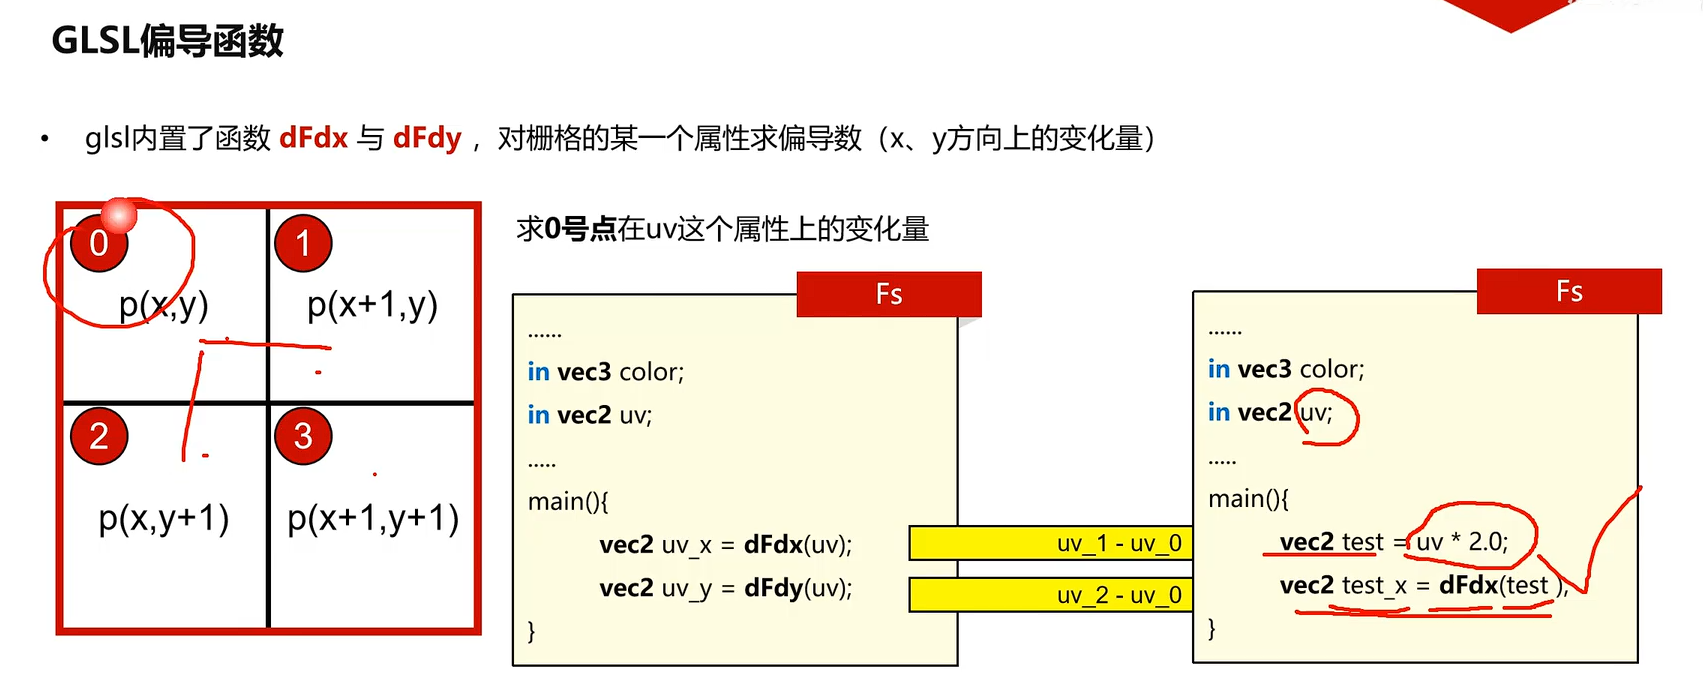 GLSL偏导函数
• glsl内置了函数 dFdx 与 dFdy ，对栅格的某一个属性求偏导数（x、y方向上的变化量）
0
p(x,y)
1
p(x+1,y)
2
p(x,y+1)
3
p(x+1,y+1)
求0号点在uv这个属性上的变化量
Fs
......
in vec3 color;
in vec2 uv;
.....
main(){
vec2 uv_x = dFdx(uv);
vec2 uv_y = dFdy(uv);
}
uv_1 - uv_0
uv_2 - uv_0
Fs
......
in vec3 color;
in vec2 uv;
.....
main(){
vec2 test = uv * 2.0;
vec2 test_x = dFdx(test );
}